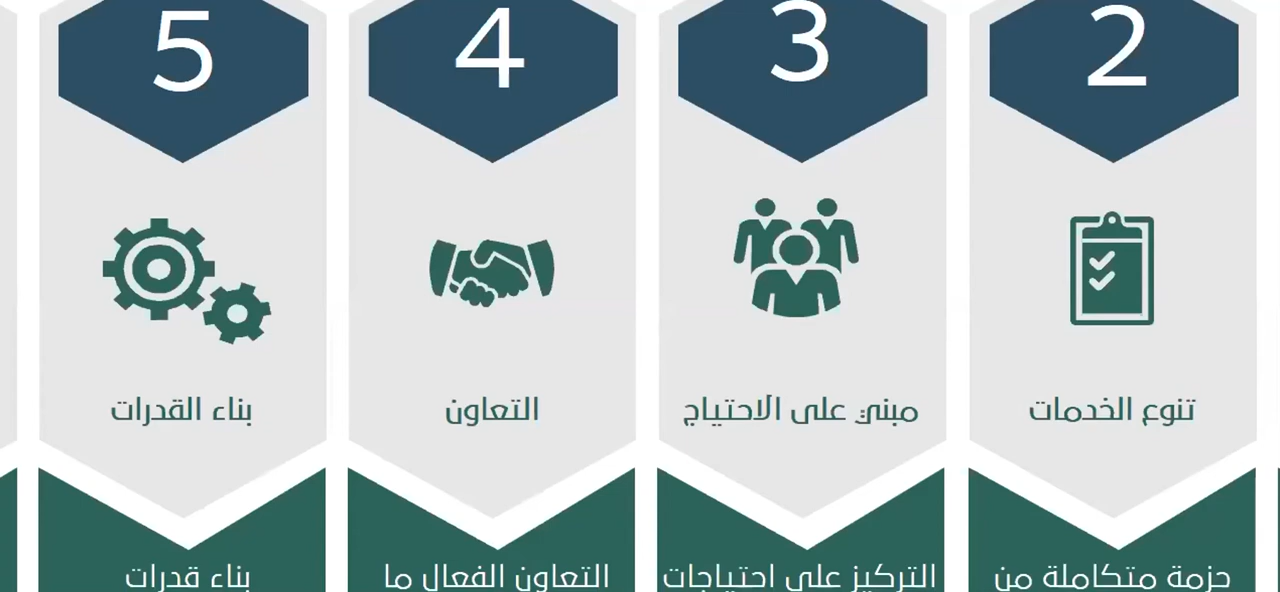 2
تنوع الخدمات
حزمة متكاملة من
3
مبني على الاحتياج
التركيز على احتياجات
4
التعاون
التعاون الفعال ما
5
بناء القدرات
بناء قدرات